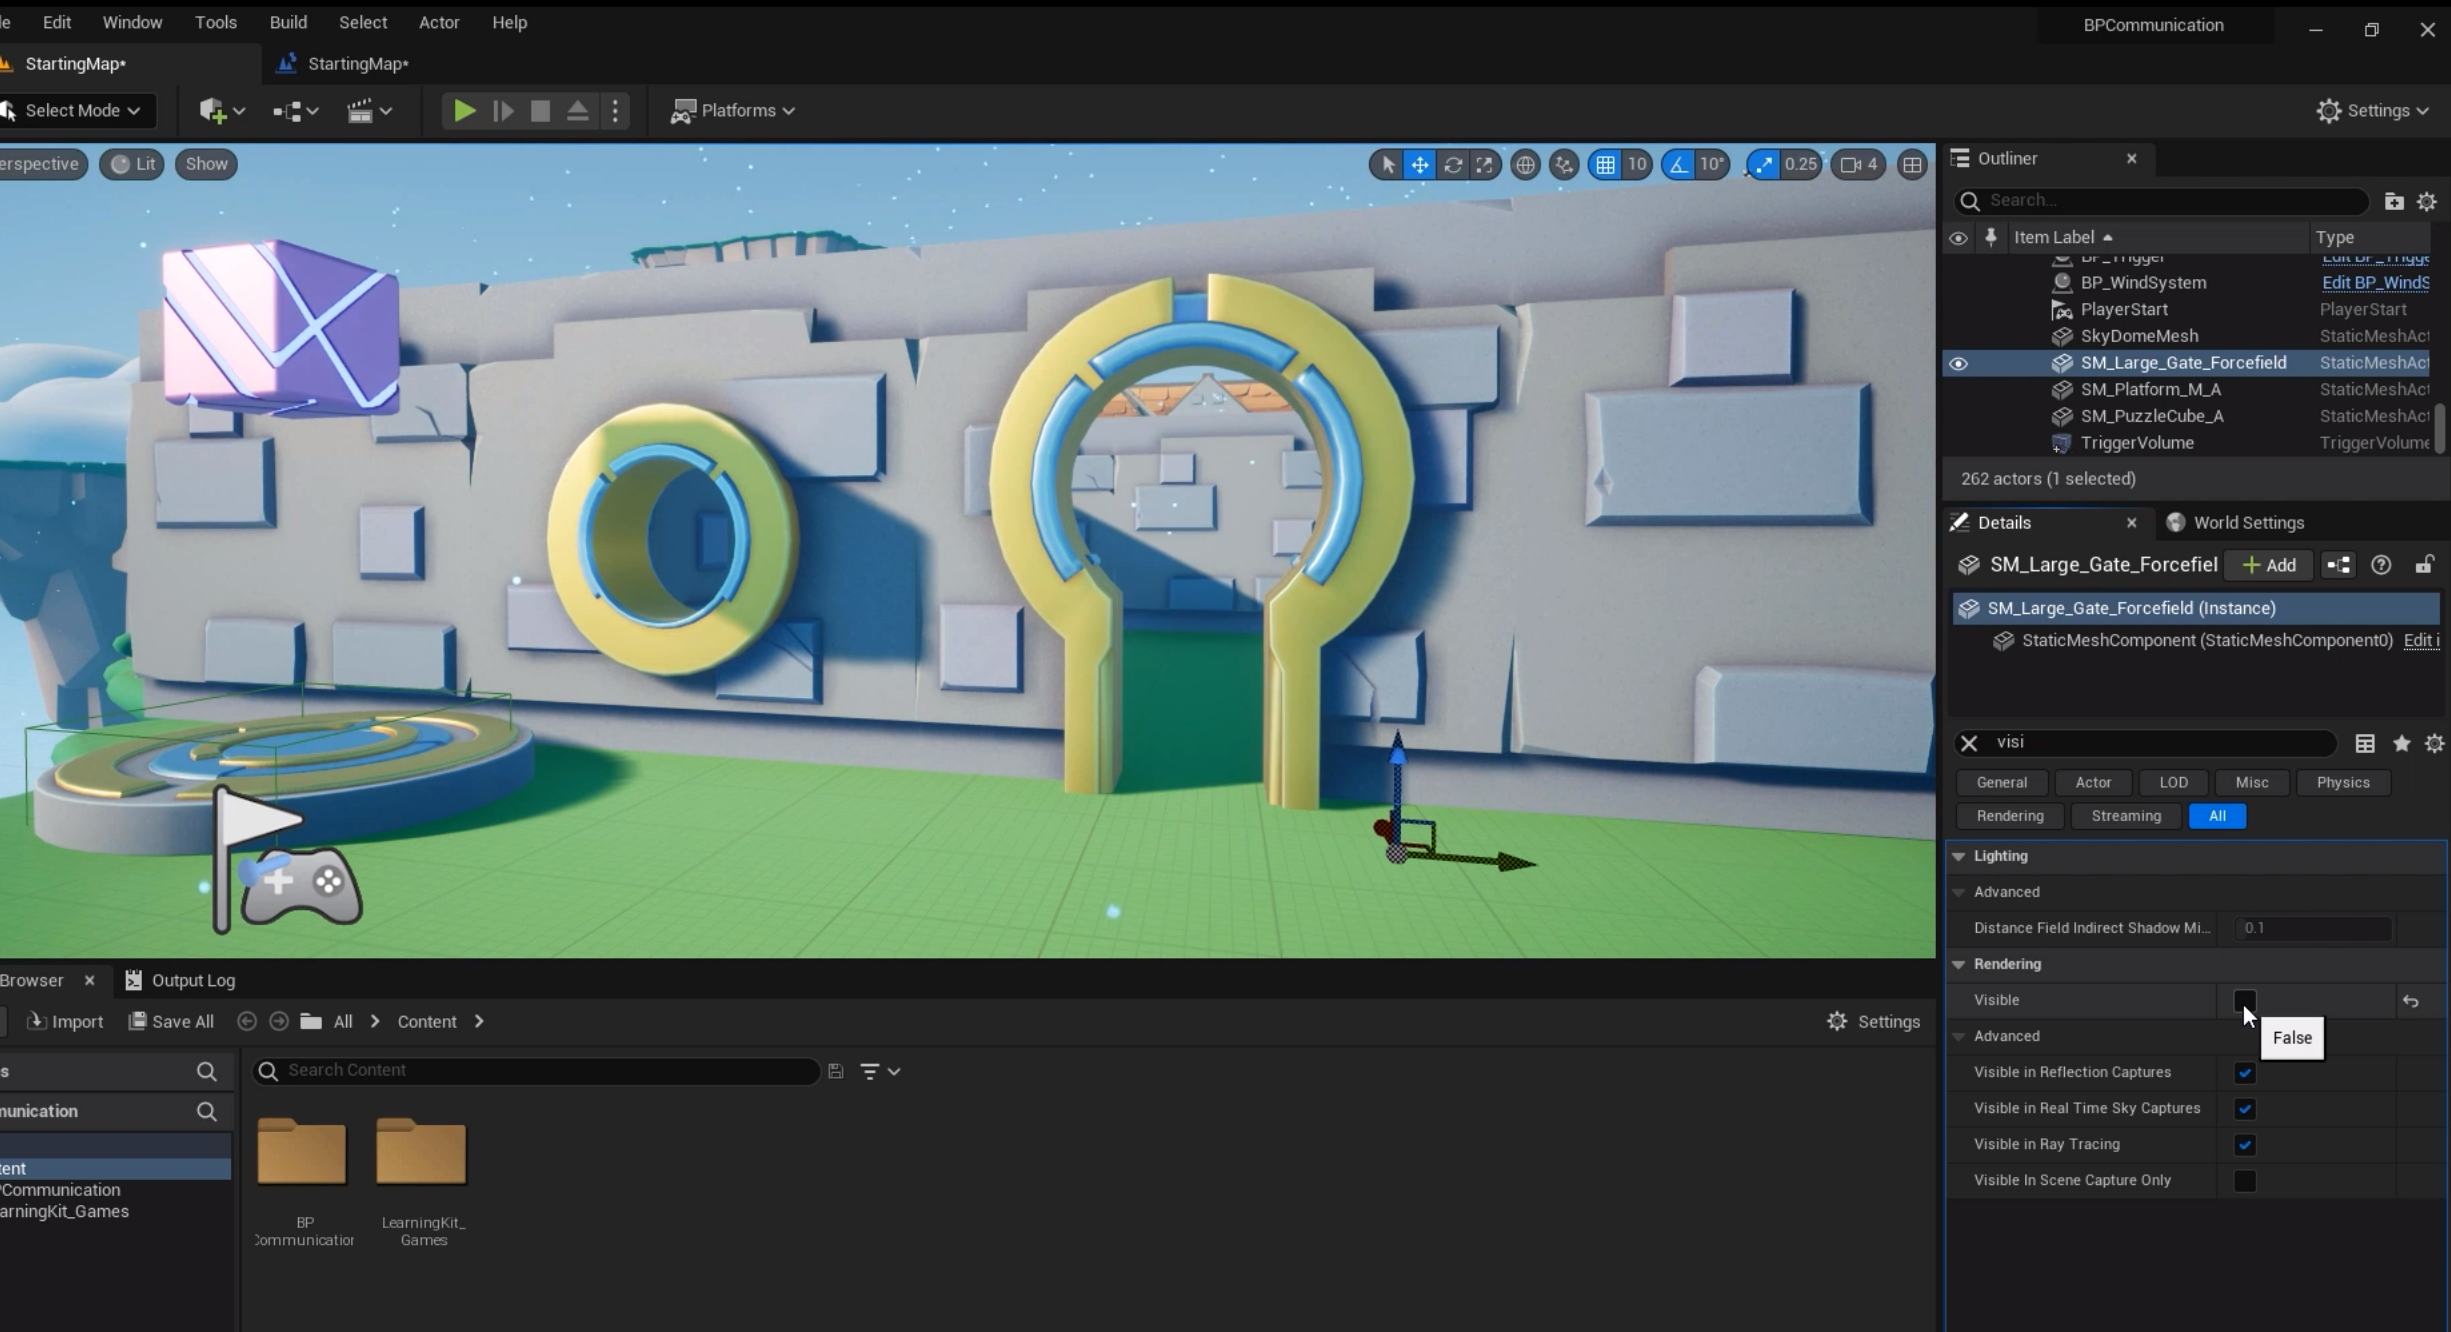 le Edit Window Tools Build Select Actor Help
BPCommunication
StartingMap* StartingMap*
Select Mode Platforms Settings
erspective Lit Show 10 10° 0.25 4
Outliner
Search...
Item Label Type
BP_Trigger Edit BP_Trigge
BP_WindSystem Edit BP_WindS
PlayerStart PlayerStart
SkyDomeMesh StaticMeshAct
SM_Large_Gate_Forcefield StaticMeshAct
SM_Platform_M_A StaticMeshAct
SM_PuzzleCube_A StaticMeshAct
TriggerVolume TriggerVolume
262 actors (1 selected)
Details World Settings
SM_Large_Gate_Forcefiel Add
SM_Large_Gate_Forcefield (Instance)
StaticMeshComponent (StaticMeshComponent0) Edit i
visi
General Actor LOD Misc Physics
Rendering Streaming All
Lighting
Advanced
Distance Field Indirect Shadow Mi... 0.1
Rendering
Visible
False
Advanced
Visible in Reflection Captures
Visible in Real Time Sky Captures
Visible in Ray Tracing
Visible In Scene Capture Only
Browser Output Log
Import Save All All Content Settings
s Search Content
munication
tent
PCommunication
arningKit_Games
BP
Communication
LearningKit_
Games